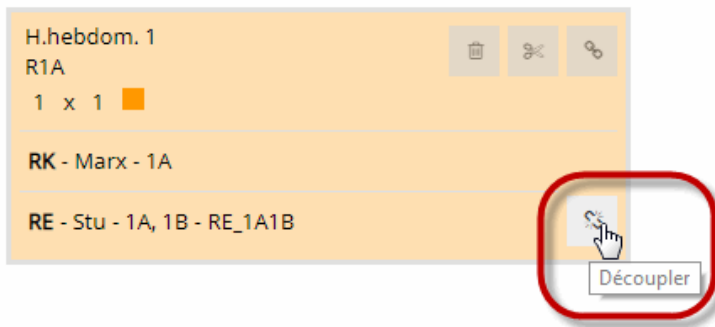 H.hebdom. 1
R1A
1 x 1
RK - Marx - 1A
RE - Stu - 1A, 1B - RE_1A1B
Découpler